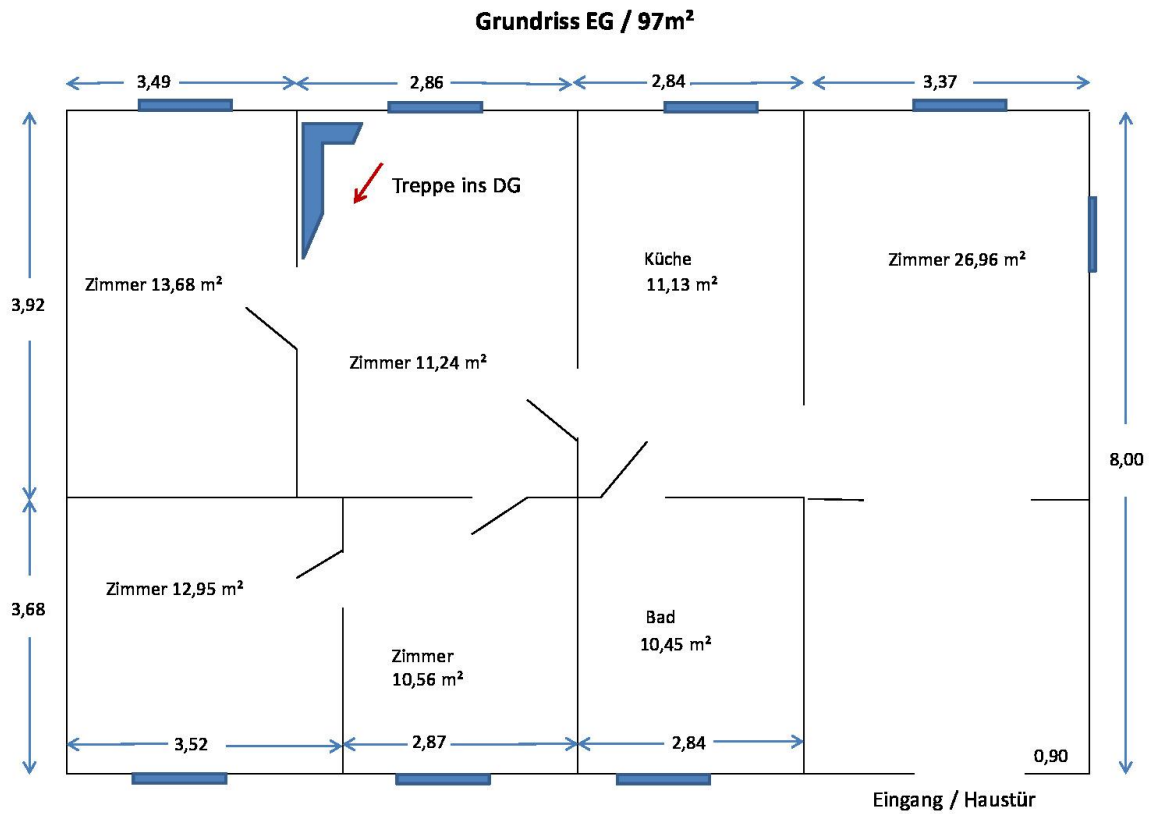 Grundriss EG / 97m²
3,49
2,86
2,84
3,37
Treppe ins DG
Küche
11,13 m²
Zimmer 26,96 m²
Zimmer 13,68 m²
3,92
Zimmer 11,24 m²
8,00
Zimmer 12,95 m²
3,68
Bad
10,45 m²
Zimmer
10,56 m²
3,52
2,87
2,84
0,90
Eingang / Haustür